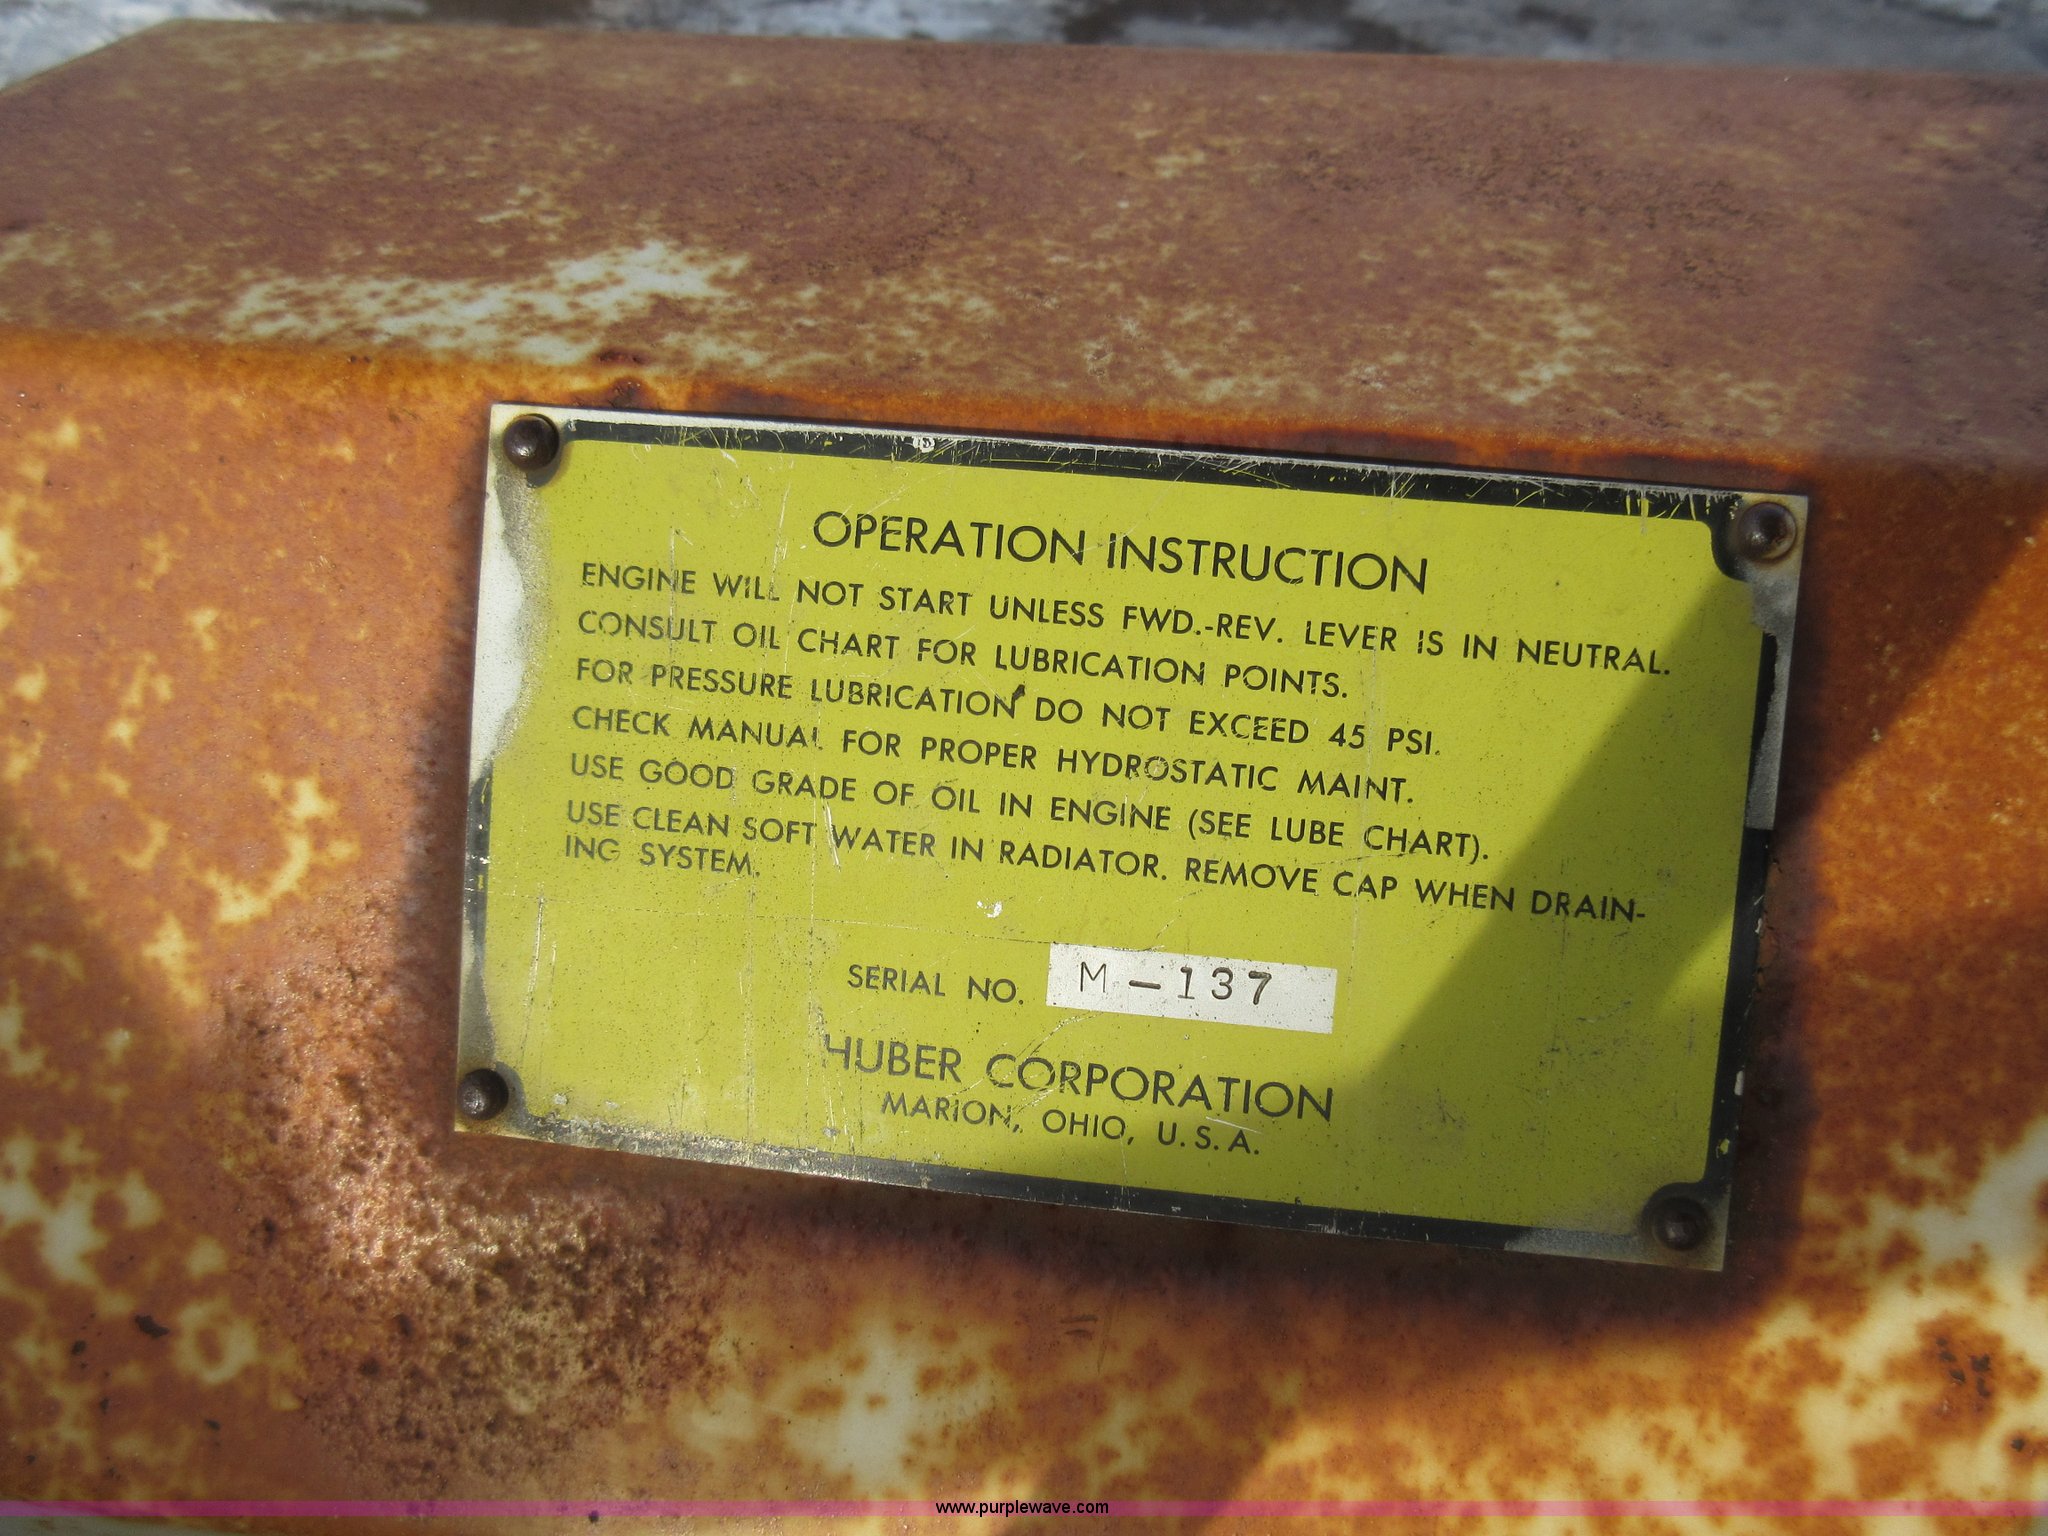 OPERATION INSTRUCTION
ENGINE WILL NOT START UNLESS FWD.-REV. LEVER IS IN NEUTRAL.
CONSULT OIL CHART FOR LUBRICATION POINTS.
FOR PRESSURE LUBRICATION DO NOT EXCEED 45 PSI.
CHECK MANUAL FOR PROPER HYDROSTATIC MAINT.
USE GOOD GRADE OF OIL IN ENGINE (SEE LUBE CHART).
USE CLEAN SOFT WATER IN RADIATOR. REMOVE CAP WHEN DRAIN-
ING SYSTEM.
SERIAL NO. M-137
HUBER CORPORATION
MARION, OHIO, U.S.A.
www.purplewave.com